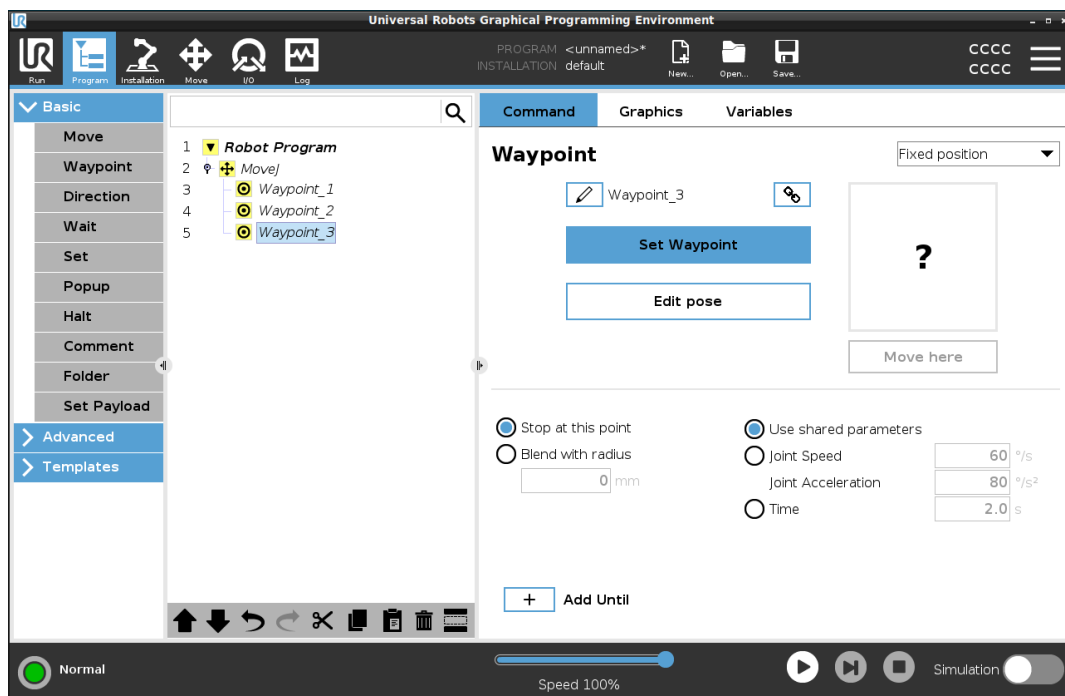 UR
Universal Robots Graphical Programming Environment
UR
Run
Program
Installation
Move
I/O
Log
PROGRAM <unnamed>*
INSTALLATION default
New...
Open...
Save...
CCCC
CCCC
Basic
Move
Waypoint
Direction
Wait
Set
Popup
Halt
Comment
Folder
Set Payload
Advanced
Templates
1 Robot Program
2 MoveJ
3 Waypoint_1
4 Waypoint_2
5 Waypoint_3
Command
Graphics
Variables
Waypoint
Fixed position
Waypoint_3
Set Waypoint
Edit pose
?
Move here
Stop at this point
Blend with radius
0 mm
Use shared parameters
Joint Speed 60 °/s
Joint Acceleration 80 °/s²
Time 2.0 s
+ Add Until
Normal
Speed 100%
Simulation